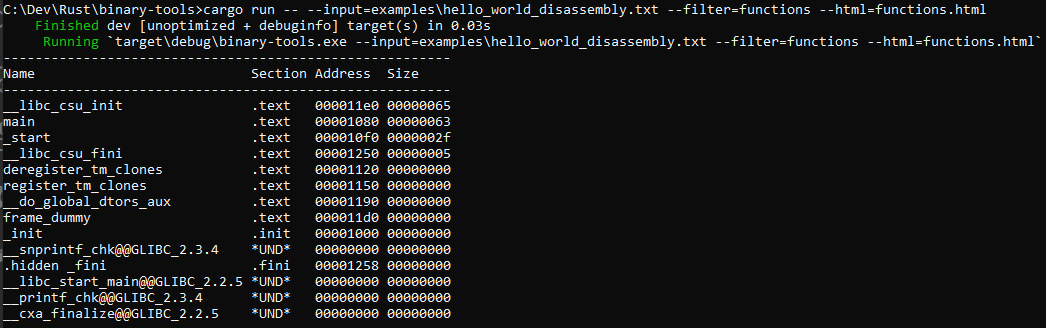 C:\Dev\Rust\binary-tools>cargo run -- --input=examples\hello_world_disassembly.txt --filter=functions --html=functions.html
    Finished dev [unoptimized + debuginfo] target(s) in 0.03s
     Running `target\debug\binary-tools.exe --input=examples\hello_world_disassembly.txt --filter=functions --html=functions.html`
--------------------------------------------------------
Name                           Section Address  Size
--------------------------------------------------------
__libc_csu_init                .text   000011e0 00000065
main                           .text   00001080 00000063
_start                         .text   000010f0 0000002f
__libc_csu_fini                .text   00001250 00000005
deregister_tm_clones           .text   00001120 00000000
register_tm_clones             .text   00001150 00000000
__do_global_dtors_aux          .text   00001190 00000000
frame_dummy                    .text   000011d0 00000000
_init                          .init   00001000 00000000
__snprintf_chk@@GLIBC_2.3.4    *UND*   00000000 00000000
.hidden _fini                  .fini   00001258 00000000
__libc_start_main@@GLIBC_2.2.5 *UND*   00000000 00000000
__printf_chk@@GLIBC_2.3.4      *UND*   00000000 00000000
__cxa_finalize@@GLIBC_2.2.5    *UND*   00000000 00000000